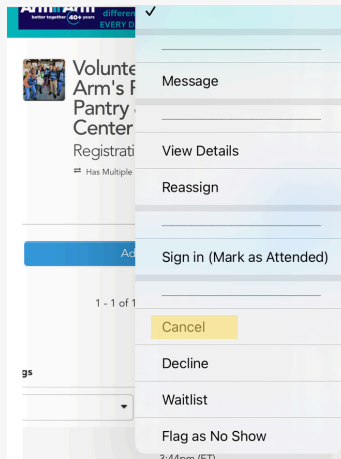 Arm in Arm
better together 40+ years
differen
EVERY D
Volunte
Arm's F
Pantry
Center
Registrati
Has Multiple
Ad
1 - 1 of 1
gs
✓
Message
View Details
Reassign
Sign in (Mark as Attended)
Cancel
Decline
Waitlist
Flag as No Show
3:44pm (ET)